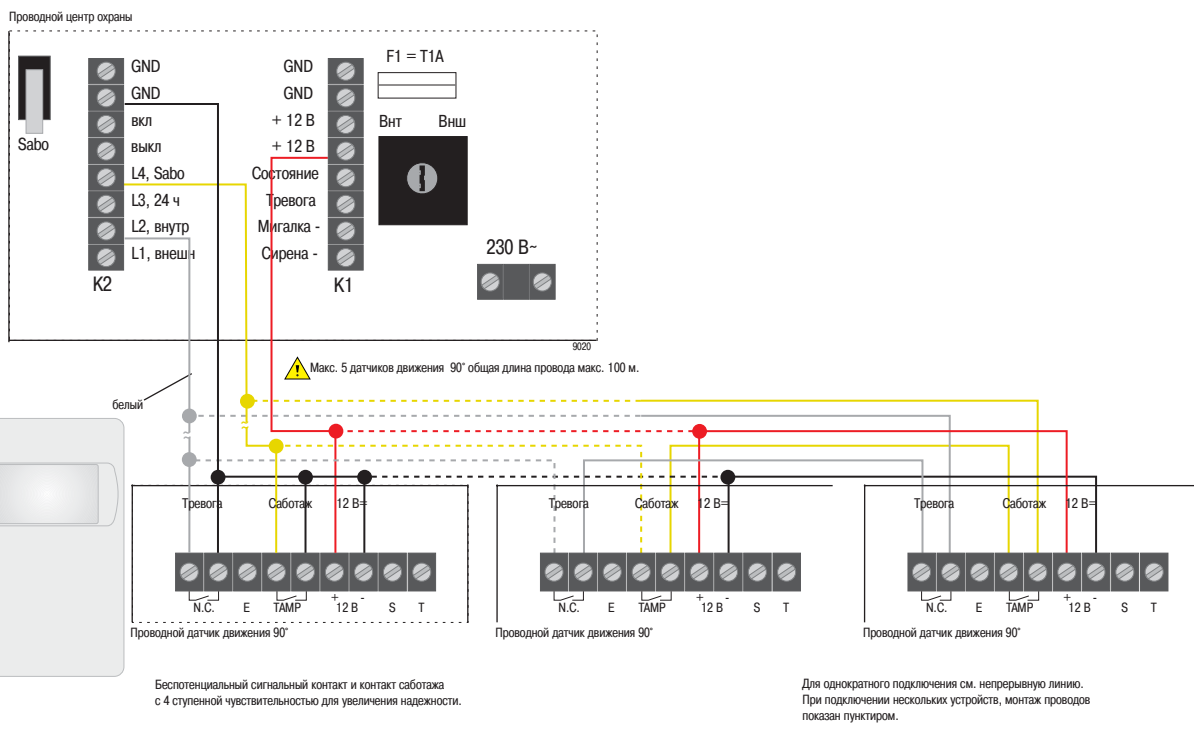 Проводной центр охраны
Sabo
GND
GND
вкл
выкл
L4, Sabo
L3, 24 ч
L2, внутр
L1, внешн
K2
GND
GND
+ 12 В
+ 12 В
Состояние
Тревога
Мигалка -
Сирена -
K1
F1 = T1A
Внт Внш
230 В~
9020
Макс. 5 датчиков движения 90˚ общая длина провода макс. 100 м.
белый
Тревога Саботаж 12 В=
N.C. E TAMP + - 12 В S T
Проводной датчик движения 90˚
Тревога Саботаж 12 В=
N.C. E TAMP + - 12 В S T
Проводной датчик движения 90˚
Тревога Саботаж 12 В=
N.C. E TAMP + - 12 В S T
Проводной датчик движения 90˚
Беспотенциальный сигнальный контакт и контакт саботажа
с 4 ступенной чувствительностью для увеличения надежности.
Для однократного подключения см. непрерывную линию.
При подключении нескольких устройств, монтаж проводов
показан пунктиром.